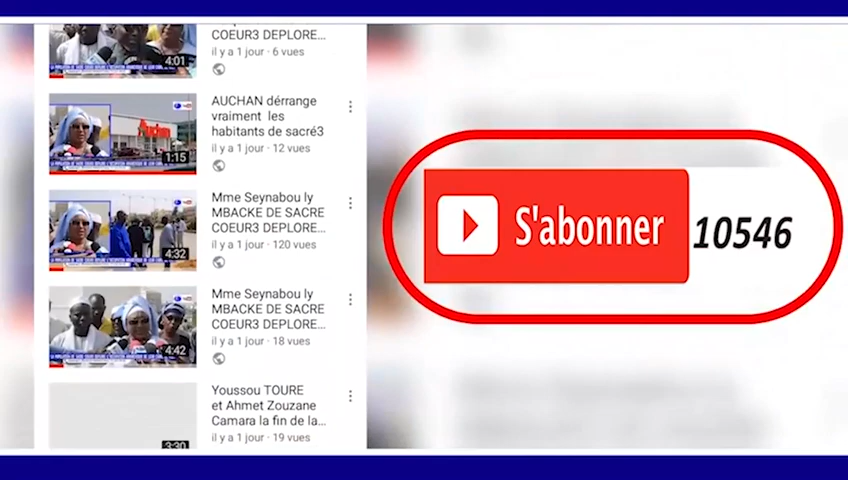 COEUR3 DEPLORE...
il y a 1 jour · 6 vues
4:01
AUCHAN dérrange
vraiment les
habitants de sacré3
il y a 1 jour · 12 vues
Auchan
1:15
Mme Seynabou ly
MBACKE DE SACRE
COEUR3 DEPLORE...
il y a 1 jour · 120 vues
4:32
Mme Seynabou ly
MBACKE DE SACRE
COEUR3 DEPLORE...
il y a 1 jour · 18 vues
4:42
Youssou TOURE
et Ahmet Zouzane
Camara la fin de la...
il y a 1 jour · 19 vues
3:30
S'abonner
10546